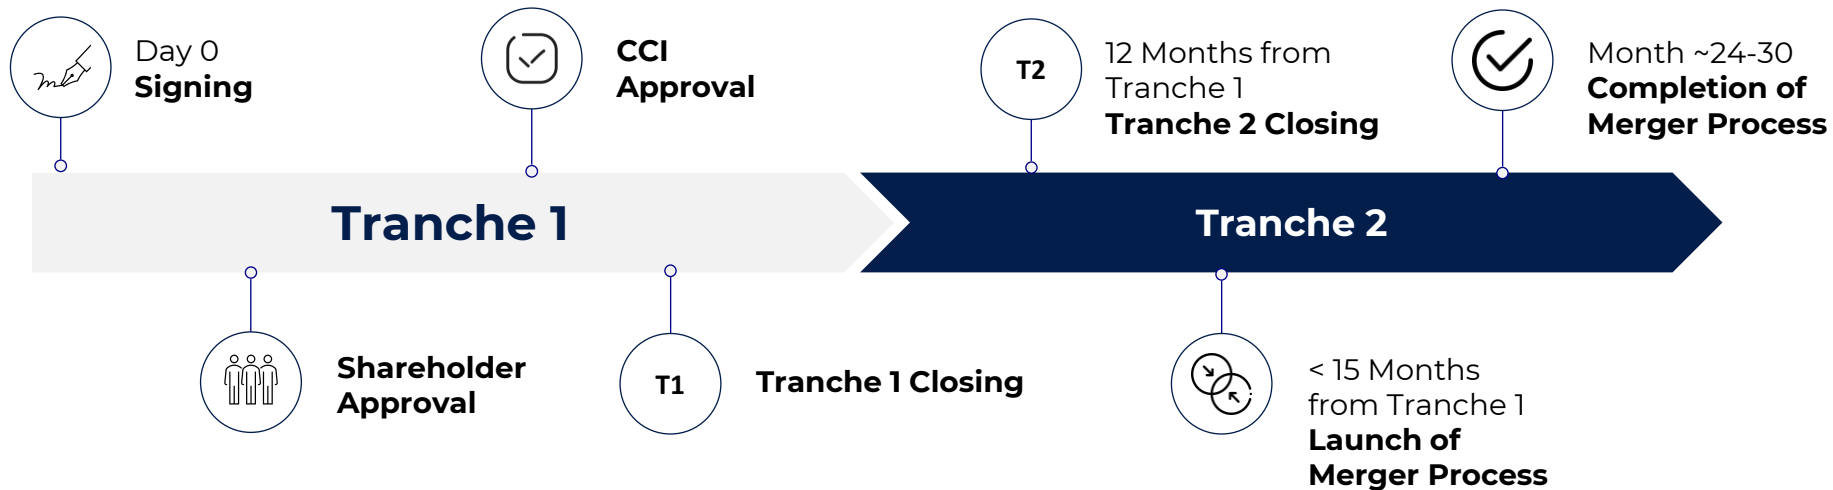 Day 0
Signing
CCI
Approval
T2
12 Months from
Tranche 1
Tranche 2 Closing
Month ~24-30
Completion of
Merger Process
Tranche 1
Tranche 2
Shareholder
Approval
T1
Tranche 1 Closing
< 15 Months
from Tranche 1
Launch of
Merger Process